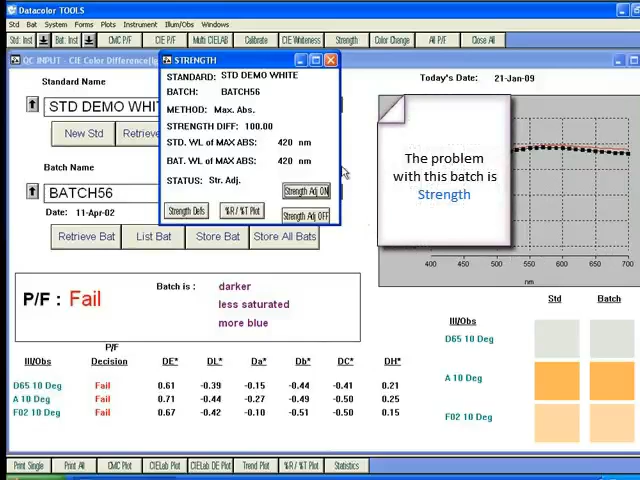 Datacolor TOOLS
Std Bat System Forms Plots Instrument Illum/Obs Windows
Std: Inst Bat: Inst CMC P/F CIE P/F Multi CIELAB Calibrate CIE Whiteness Strength Color Change All P/F Close All
QC INPUT - CIE Color Difference
STRENGTH
Standard Name
STD DEMO WHI
New Std Retrieve
Batch Name
BATCH56
Date: 11-Apr-02
Retrieve Bat List Bat Store Bat Store All Bats
STANDARD: STD DEMO WHITE
BATCH: BATCH56
METHOD: Max. Abs.
STRENGTH DIFF: 100.00
STD. WL of MAX ABS: 420 nm
BAT. WL of MAX ABS: 420 nm
STATUS: Str. Adj.
Strength Adj ON
Strength Defs %R / %T Plot Strength Adj OFF
Today's Date: 21-Jan-09
The problem
with this batch is
Strength
400 450 500 550 600 650 700
nm
P/F : Fail
Batch is: darker
less saturated
more blue
P/F
Ill/Obs Decision DE* DL* Da* Db* DC* DH*
D65 10 Deg Fail 0.61 -0.39 -0.15 -0.44 -0.41 0.21
A 10 Deg Fail 0.71 -0.44 -0.27 -0.49 -0.50 0.25
F02 10 Deg Fail 0.67 -0.42 -0.10 -0.51 -0.50 0.15
Std Batch
Ill/Obs
D65 10 Deg
A 10 Deg
F02 10 Deg
Print Single Print All CMC Plot CIELab Plot CIELab DE Plot Trend Plot %R / %T Plot Statistics